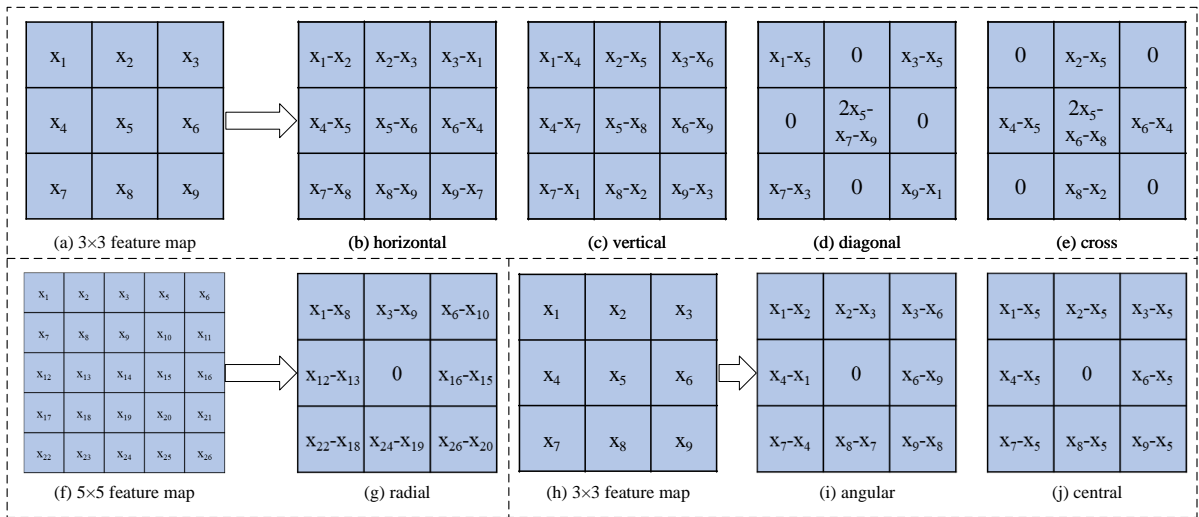 x₁ x₂ x₃
x₄ x₅ x₆
x₇ x₈ x₉
(a) 3×3 feature map
x₁-x₂ x₂-x₃ x₃-x₁
x₄-x₅ x₅-x₆ x₆-x₄
x₇-x₈ x₈-x₉ x₉-x₇
(b) horizontal
x₁-x₄ x₂-x₅ x₃-x₆
x₄-x₇ x₅-x₈ x₆-x₉
x₇-x₁ x₈-x₂ x₉-x₃
(c) vertical
x₁-x₅ 0 x₃-x₅
0 2x₅- 0
x₇-x₉
x₇-x₃ 0 x₉-x₁
(d) diagonal
0 x₂-x₅ 0
x₄-x₅ 2x₅- x₆-x₄
x₆-x₈
0 x₈-x₂ 0
(e) cross
x₁ x₂ x₃ x₅ x₆
x₇ x₈ x₉ x₁₀ x₁₁
x₁₂ x₁₃ x₁₄ x₁₅ x₁₆
x₁₇ x₁₈ x₁₉ x₂₀ x₂₁
x₂₂ x₂₃ x₂₄ x₂₅ x₂₆
(f) 5×5 feature map
x₁-x₈ x₃-x₉ x₆-x₁₀
x₁₂-x₁₃ 0 x₁₆-x₁₅
x₂₂-x₁₈ x₂₄-x₁₉ x₂₆-x₂₀
(g) radial
x₁ x₂ x₃
x₄ x₅ x₆
x₇ x₈ x₉
(h) 3×3 feature map
x₁-x₂ x₂-x₃ x₃-x₆
x₄-x₁ 0 x₆-x₉
x₇-x₄ x₈-x₇ x₉-x₈
(i) angular
x₁-x₅ x₂-x₅ x₃-x₅
x₄-x₅ 0 x₆-x₅
x₇-x₅ x₈-x₅ x₉-x₅
(j) central